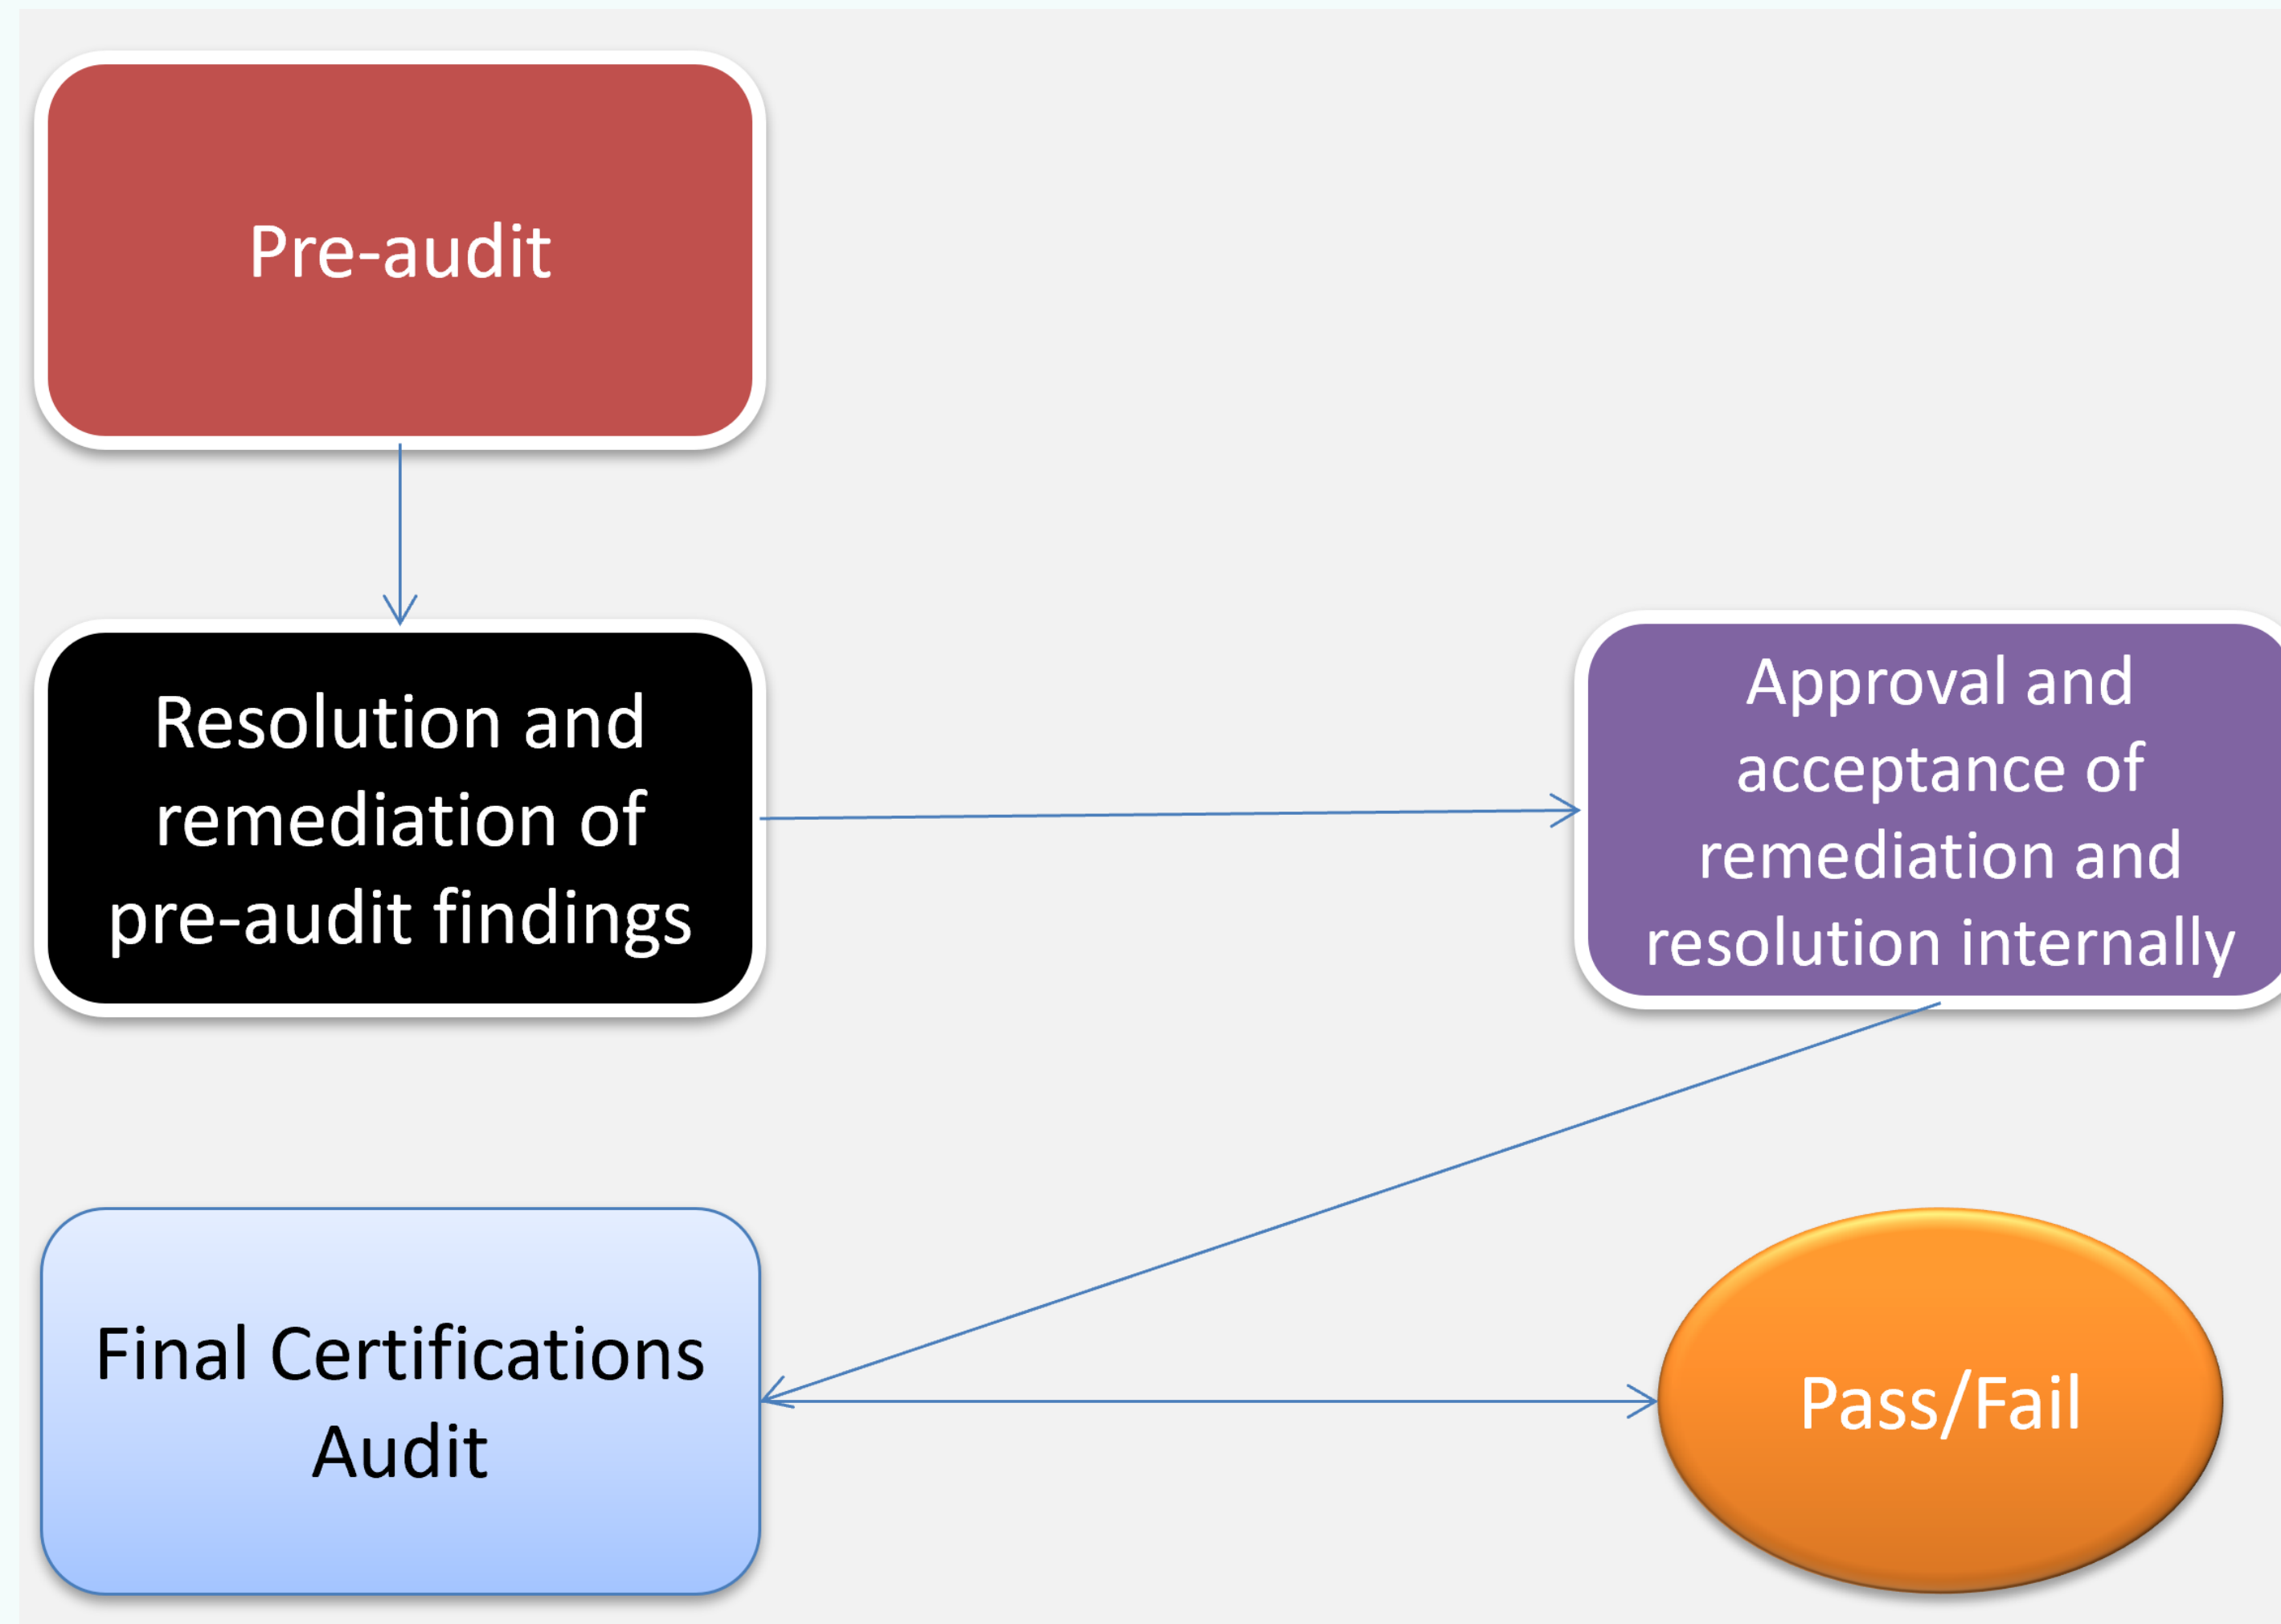 Pre-audit
Resolution and
remediation of
pre-audit findings
Approval and
acceptance of
remediation and
resolution internally
Final Certifications
Audit
Pass/Fail